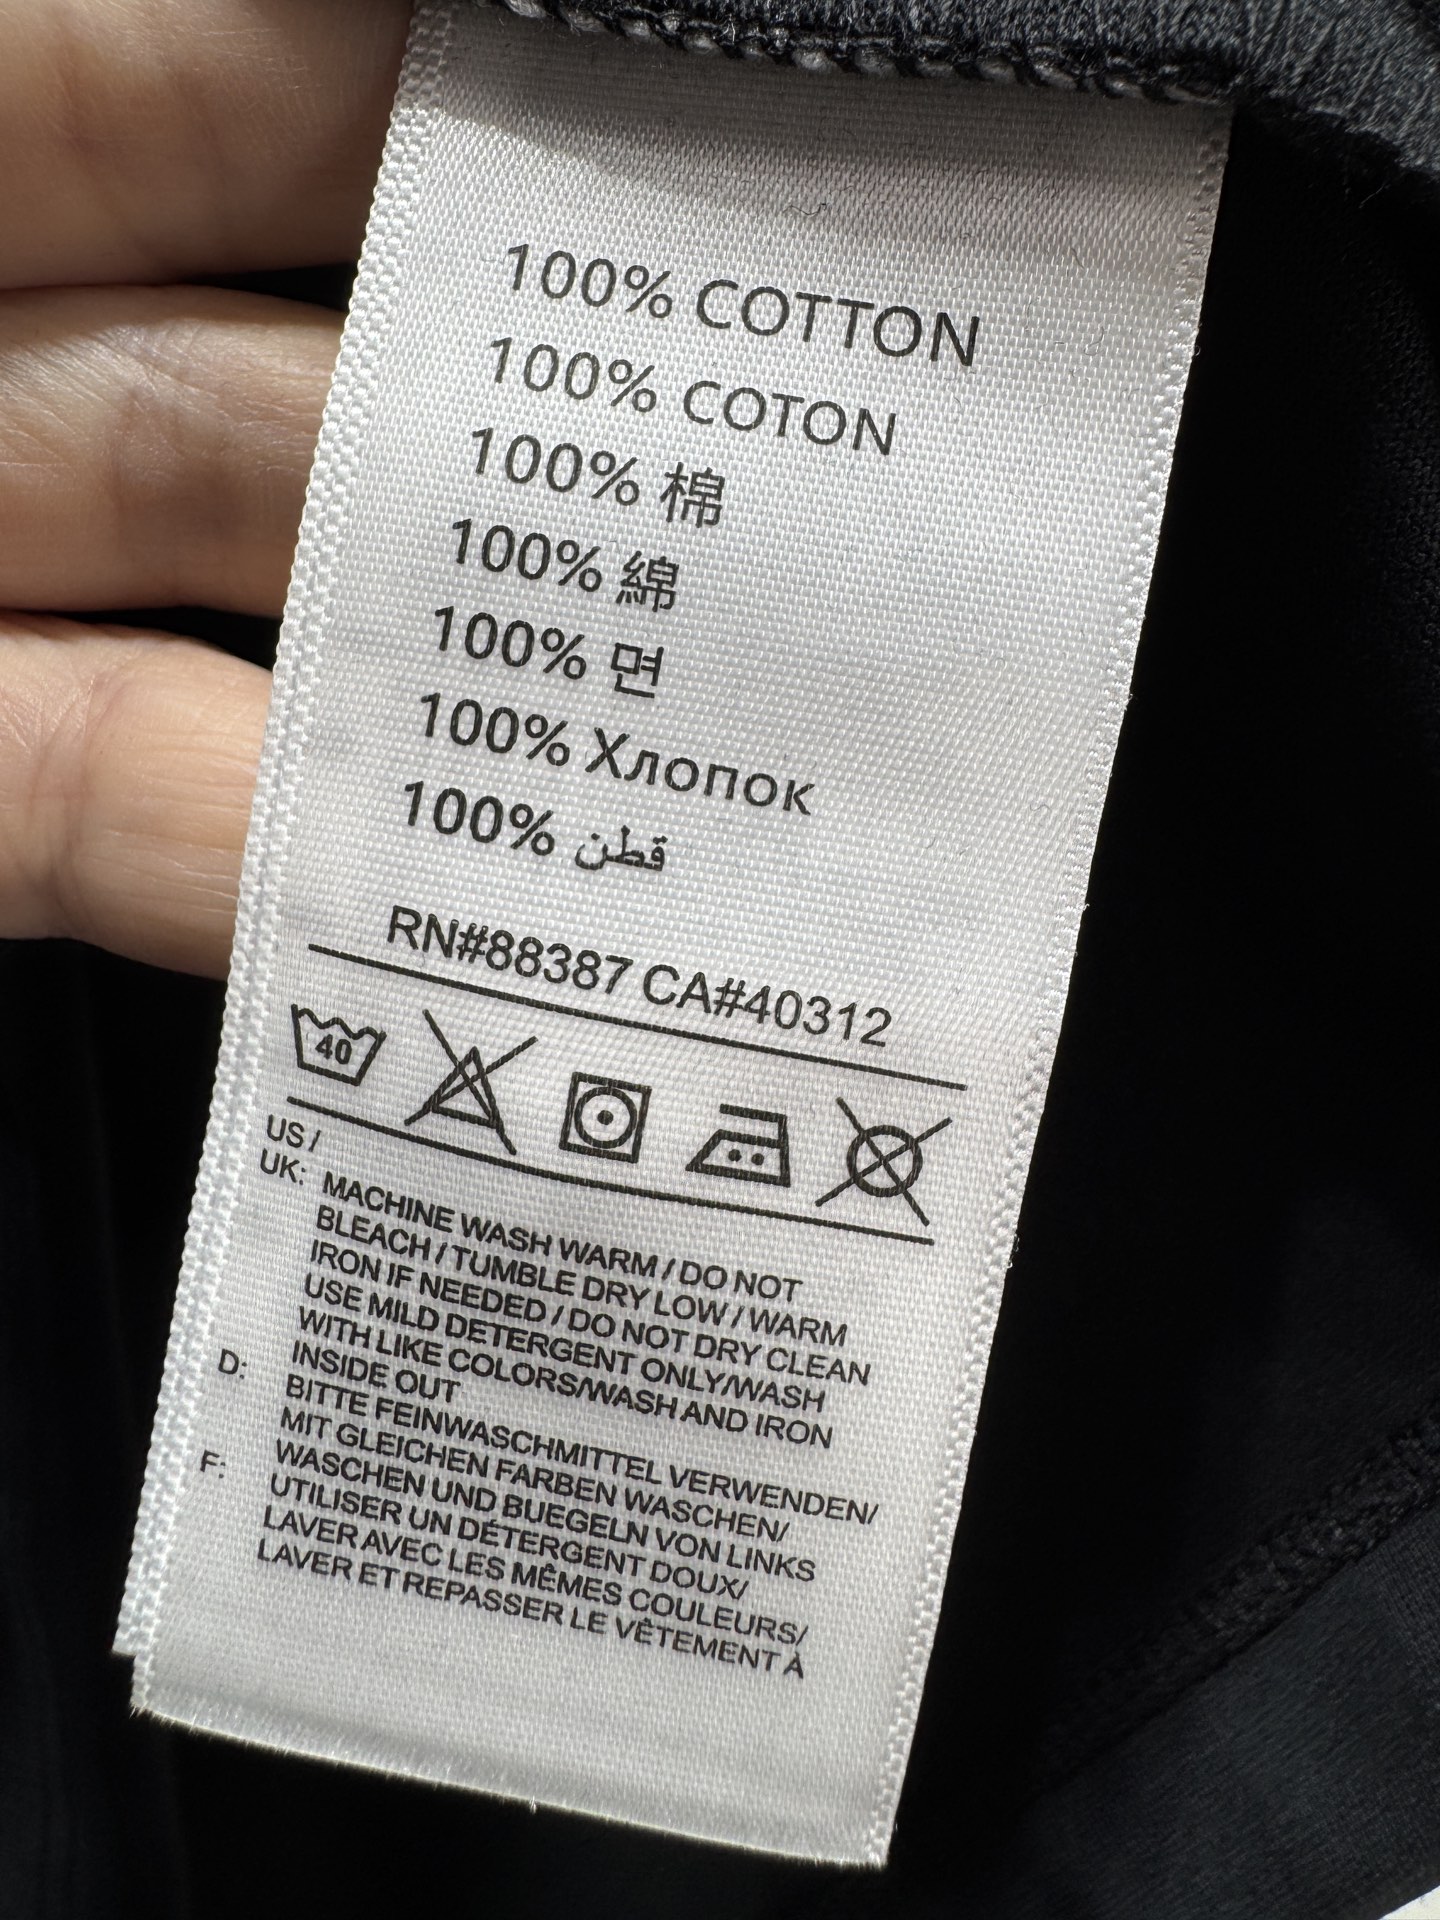 100% COTTON
100% COTON
100% 棉
100% 綿
100% 면
100% Хлопок
100% قطن
RN#88387 CA#40312
40
US /
UK: MACHINE WASH WARM / DO NOT
BLEACH / TUMBLE DRY LOW / WARM
IRON IF NEEDED / DO NOT DRY CLEAN
USE MILD DETERGENT ONLY/WASH
WITH LIKE COLORS/WASH AND IRON
INSIDE OUT
D: BITTE FEINWASCHMITTEL VERWENDEN/
MIT GLEICHEN FARBEN WASCHEN/
WASCHEN UND BUEGELN VON LINKS
F: UTILISER UN DÉTERGENT DOUX/
LAVER AVEC LES MÊMES COULEURS/
LAVER ET REPASSER LE VÊTEMENT À